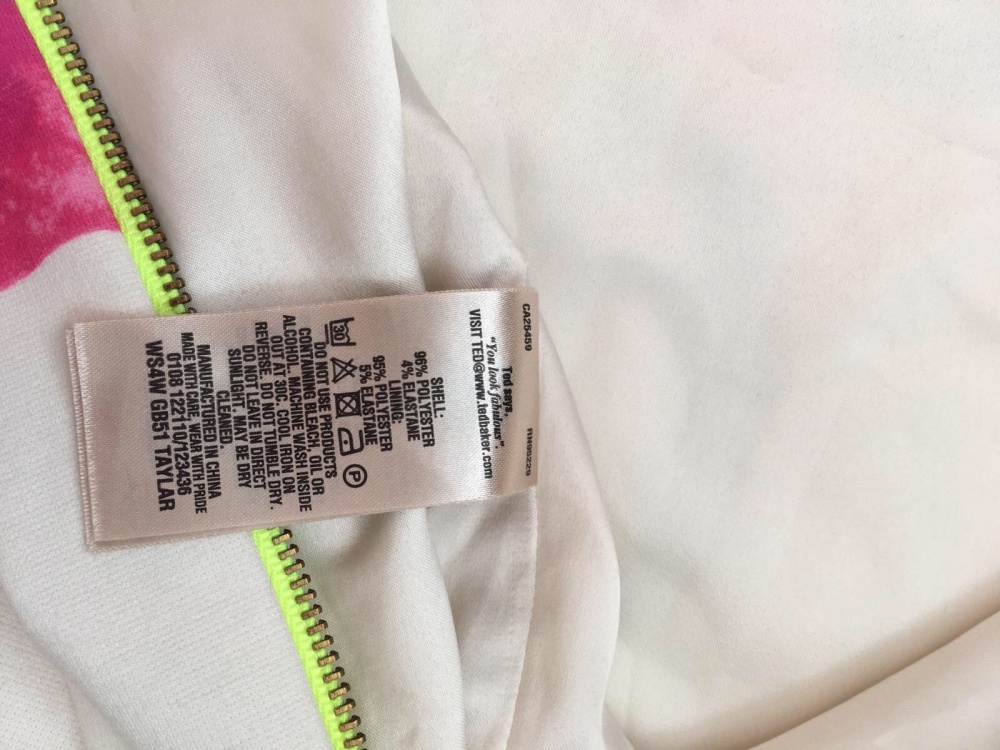 CA25459 RN95229
Ted says,
"You look fabulous".
VISIT TED@www.tedbaker.com
SHELL:
96% POLYESTER
4% ELASTANE
LINING:
95% POLYESTER
5% ELASTANE
30 P
DO NOT USE PRODUCTS
CONTAINING BLEACH, OIL OR
ALCOHOL. MACHINE WASH INSIDE
OUT AT 30C. COOL IRON ON
REVERSE. DO NOT TUMBLE DRY.
DO NOT LEAVE IN DIRECT
SUNLIGHT. MAY BE DRY
CLEANED
MANUFACTURED IN CHINA
MADE WITH CARE, WEAR WITH PRIDE
0108 122110/123436
WS4W GB51 TAYLAR